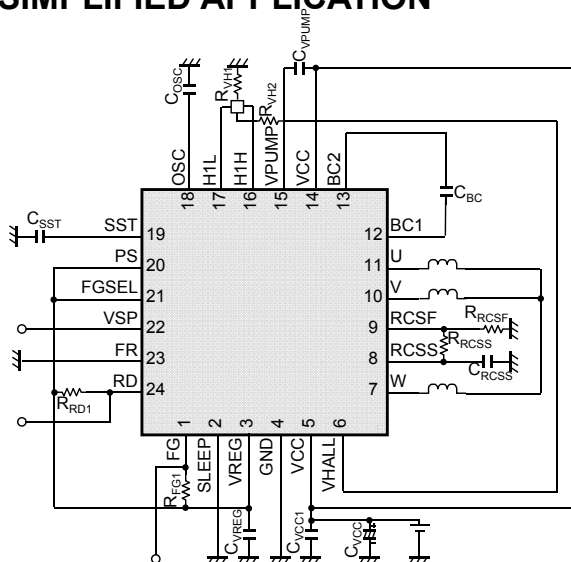 SIMPLIFIED APPLICATION
CVPUMP
COSC
RVH1
RVH2
OSC
H1L
H1H
VPUMP
VCC
BC2
18
17
16
15
14
13
CBC
CSST
SST
19
12
BC1
PS
20
11
U
FGSEL
21
10
V
VSP
22
9
RCSF
RRCSF
RRCSS
FR
23
8
RCSS
CRCSS
RD
24
7
W
RRD1
1
2
3
4
5
6
FG
SLEEP
VREG
GND
VCC
VHALL
RFG1
CVREG
CVCC1
CVCC